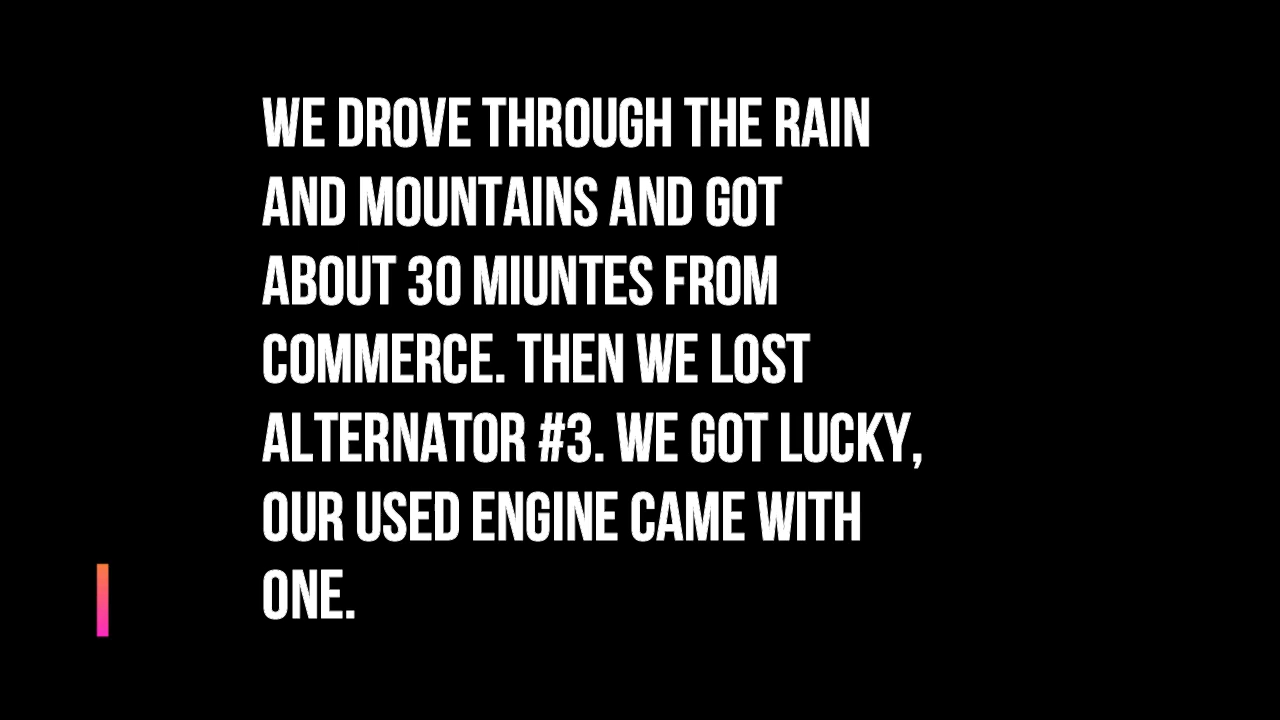 WE DROVE THROUGH THE RAIN
AND MOUNTAINS AND GOT
ABOUT 30 MIUNTES FROM
COMMERCE. THEN WE LOST
ALTERNATOR #3. WE GOT LUCKY,
OUR USED ENGINE CAME WITH
ONE.